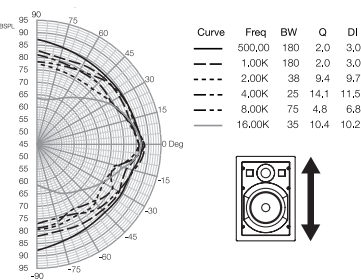 95 90
90 75
85
80 60
75
70 45
65
60 30
dBSPL
55
50 15
45 0 Deg
50
55 -15
60
65 -30
70
75 -45
80
85 -60
90
95 -75
-90
Curve Freq BW Q DI
500.00 180 2.0 3.0
1.00K 180 2.0 3.0
2.00K 38 9.4 9.7
4.00K 25 14.1 11.5
8.00K 75 4.8 6.8
16.00K 35 10.4 10.2